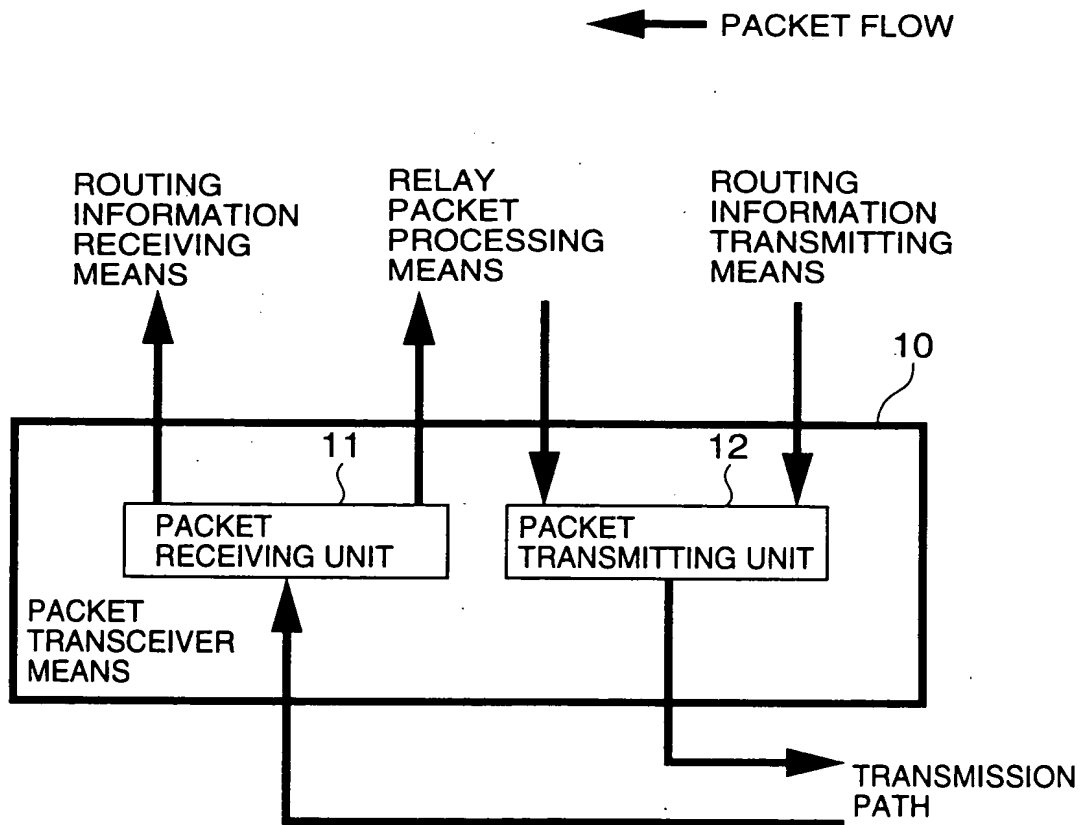 PACKET FLOW
ROUTING
INFORMATION
RECEIVING
MEANS
RELAY
PACKET
PROCESSING
MEANS
ROUTING
INFORMATION
TRANSMITTING
MEANS
10
11
12
PACKET
RECEIVING UNIT
PACKET
TRANSMITTING UNIT
PACKET
TRANSCEIVER
MEANS
TRANSMISSION
PATH